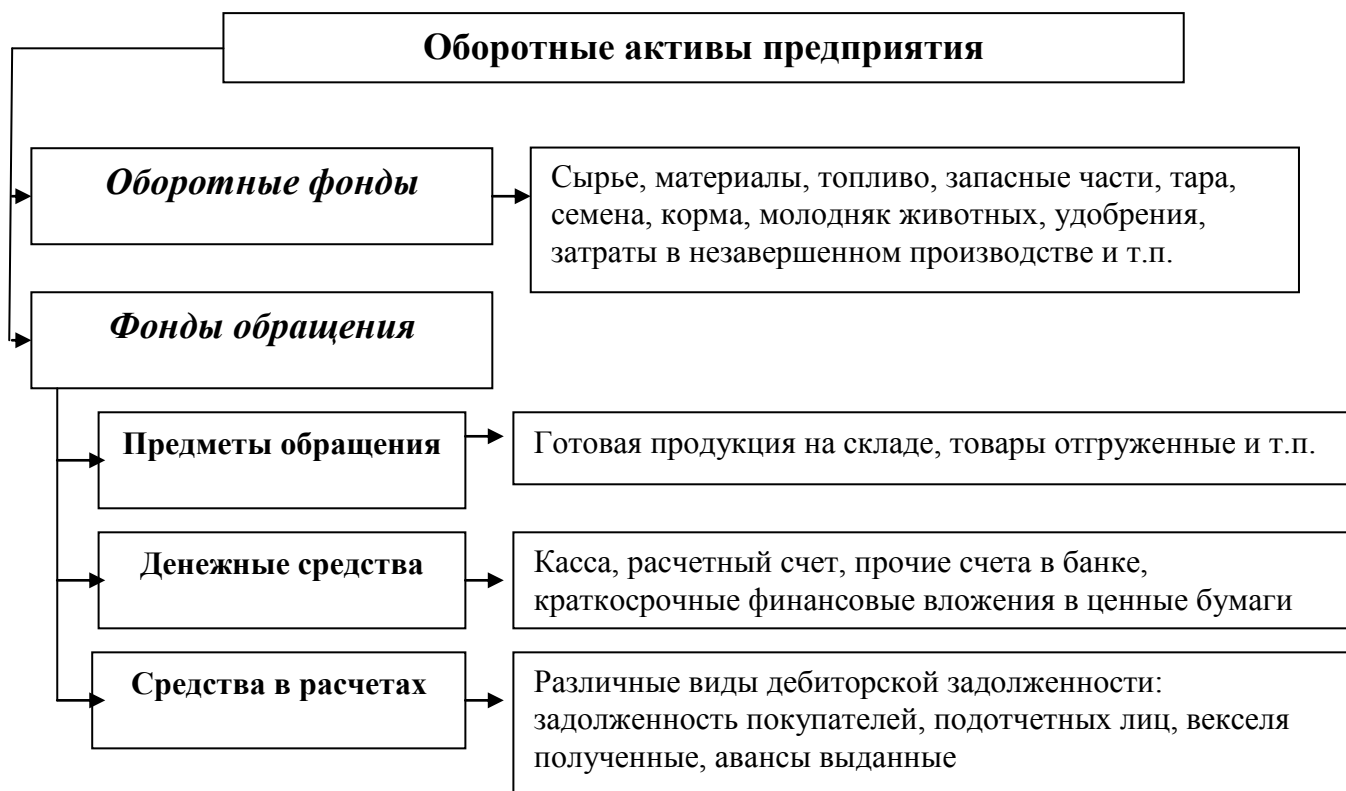 Оборотные активы предприятия
Оборотные фонды
Сырье, материалы, топливо, запасные части, тара,
семена, корма, молодняк животных, удобрения,
затраты в незавершенном производстве и т.п.
Фонды обращения
Предметы обращения
Готовая продукция на складе, товары отгруженные и т.п.
Денежные средства
Касса, расчетный счет, прочие счета в банке,
краткосрочные финансовые вложения в ценные бумаги
Средства в расчетах
Различные виды дебиторской задолженности:
задолженность покупателей, подотчетных лиц, векселя
полученные, авансы выданные